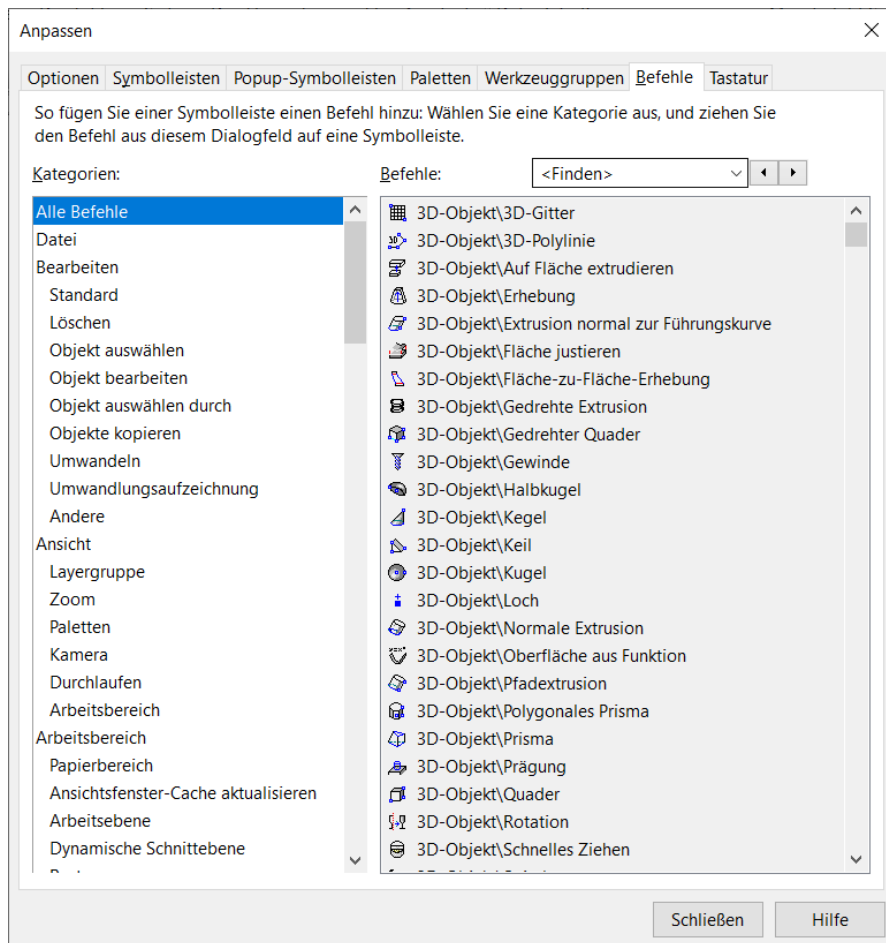 Anpassen
Optionen Symbolleisten Popup-Symbolleisten Paletten Werkzeuggruppen Befehle Tastatur
So fügen Sie einer Symbolleiste einen Befehl hinzu: Wählen Sie eine Kategorie aus, und ziehen Sie
den Befehl aus diesem Dialogfeld auf eine Symbolleiste.
Kategorien:
Alle Befehle
Datei
Bearbeiten
Standard
Löschen
Objekt auswählen
Objekt bearbeiten
Objekt auswählen durch
Objekte kopieren
Umwandeln
Umwandlungsaufzeichnung
Andere
Ansicht
Layergruppe
Zoom
Paletten
Kamera
Durchlaufen
Arbeitsbereich
Arbeitsbereich
Papierbereich
Ansichtsfenster-Cache aktualisieren
Arbeitsebene
Dynamische Schnittebene
Befehle: <Finden>
3D-Objekt\3D-Gitter
3D-Objekt\3D-Polylinie
3D-Objekt\Auf Fläche extrudieren
3D-Objekt\Erhebung
3D-Objekt\Extrusion normal zur Führungskurve
3D-Objekt\Fläche justieren
3D-Objekt\Fläche-zu-Fläche-Erhebung
3D-Objekt\Gedrehte Extrusion
3D-Objekt\Gedrehter Quader
3D-Objekt\Gewinde
3D-Objekt\Halbkugel
3D-Objekt\Kegel
3D-Objekt\Keil
3D-Objekt\Kugel
3D-Objekt\Loch
3D-Objekt\Normale Extrusion
3D-Objekt\Oberfläche aus Funktion
3D-Objekt\Pfadextrusion
3D-Objekt\Polygonales Prisma
3D-Objekt\Prisma
3D-Objekt\Prägung
3D-Objekt\Quader
3D-Objekt\Rotation
3D-Objekt\Schnelles Ziehen
Schließen
Hilfe